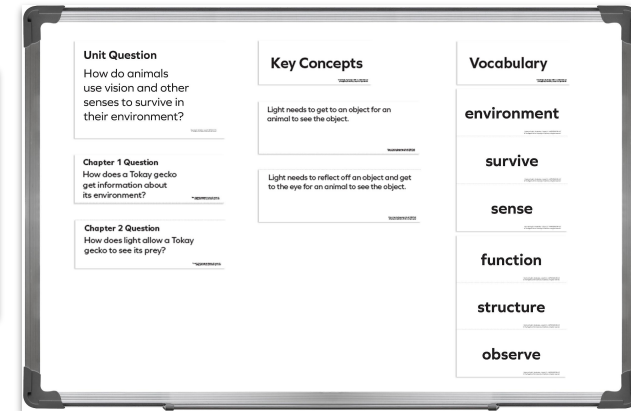 Unit Question
How do animals
use vision and other
senses to survive in
their environment?
Chapter 1 Question
How does a Tokay gecko
get information about
its environment?
Chapter 2 Question
How does light allow a Tokay
gecko to see its prey?
Key Concepts
Light needs to get to an object for an
animal to see the object.
Light needs to reflect off an object and get
to the eye for an animal to see the object.
Vocabulary
environment
survive
sense
function
structure
observe